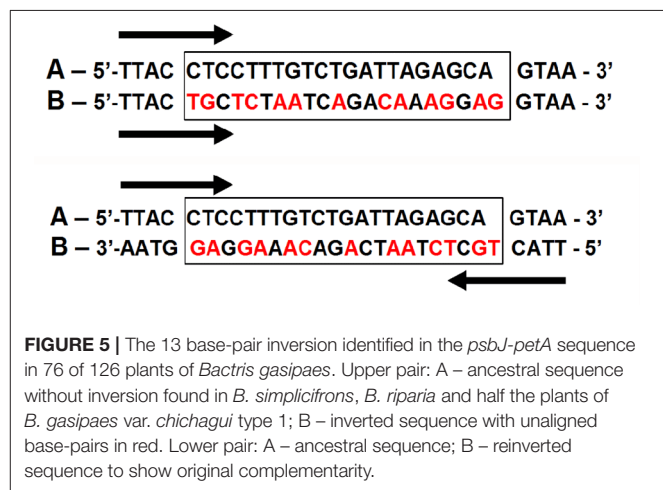 A – 5'-TTAC CTCCTTTGTCTGATTAGAGCA GTAA - 3'
B – 5'-TTAC TGCTCTAATCAGACAAAGGAG GTAA - 3'
A – 5'-TTAC CTCCTTTGTCTGATTAGAGCA GTAA - 3'
B – 3'-AATG GAGGAAACAGACTAATCTCGT CATT - 5'
FIGURE 5 | The 13 base-pair inversion identified in the psbJ-petA sequence
in 76 of 126 plants of Bactris gasipaes. Upper pair: A – ancestral sequence
without inversion found in B. simplicifrons, B. riparia and half the plants of
B. gasipaes var. chichagui type 1; B – inverted sequence with unaligned
base-pairs in red. Lower pair: A – ancestral sequence; B – reinverted
sequence to show original complementarity.